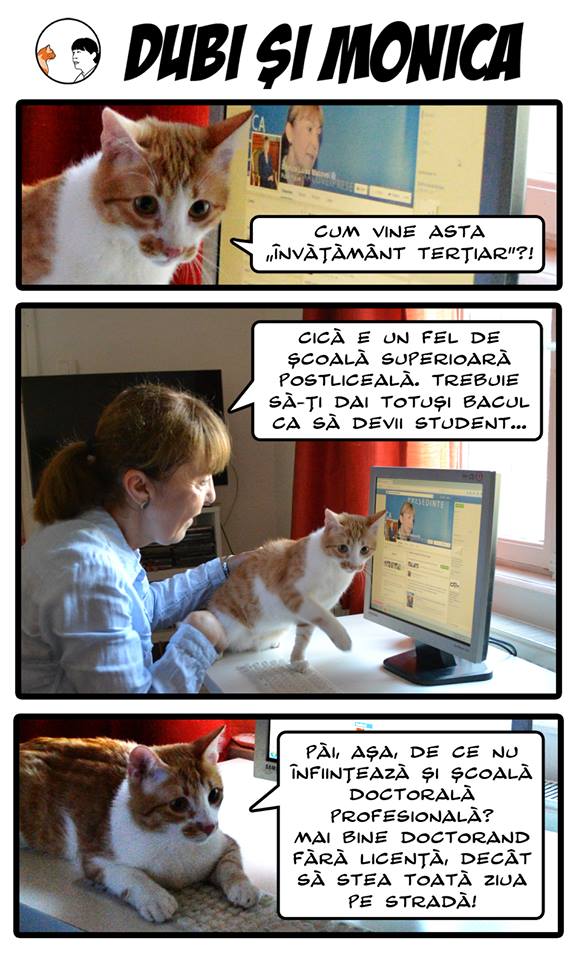 DUBI ȘI MONICA
CUM VINE ASTA
„ÎNVĂȚĂMÂNT TERȚIAR"?!
CICĂ E UN FEL DE
ȘCOALĂ SUPERIOARĂ
POSTLICEALĂ. TREBUIE
SĂ-ȚI DAI TOTUȘI BACUL
CA SĂ DEVII STUDENT...
PĂI, AȘA, DE CE NU
ÎNFIINȚEAZĂ ȘI ȘCOALĂ
DOCTORALĂ
PROFESIONALĂ?
MAI BINE DOCTORAND
FĂRĂ LICENȚĂ, DECÂT
SĂ STEA TOATĂ ZIUA
PE STRADĂ!